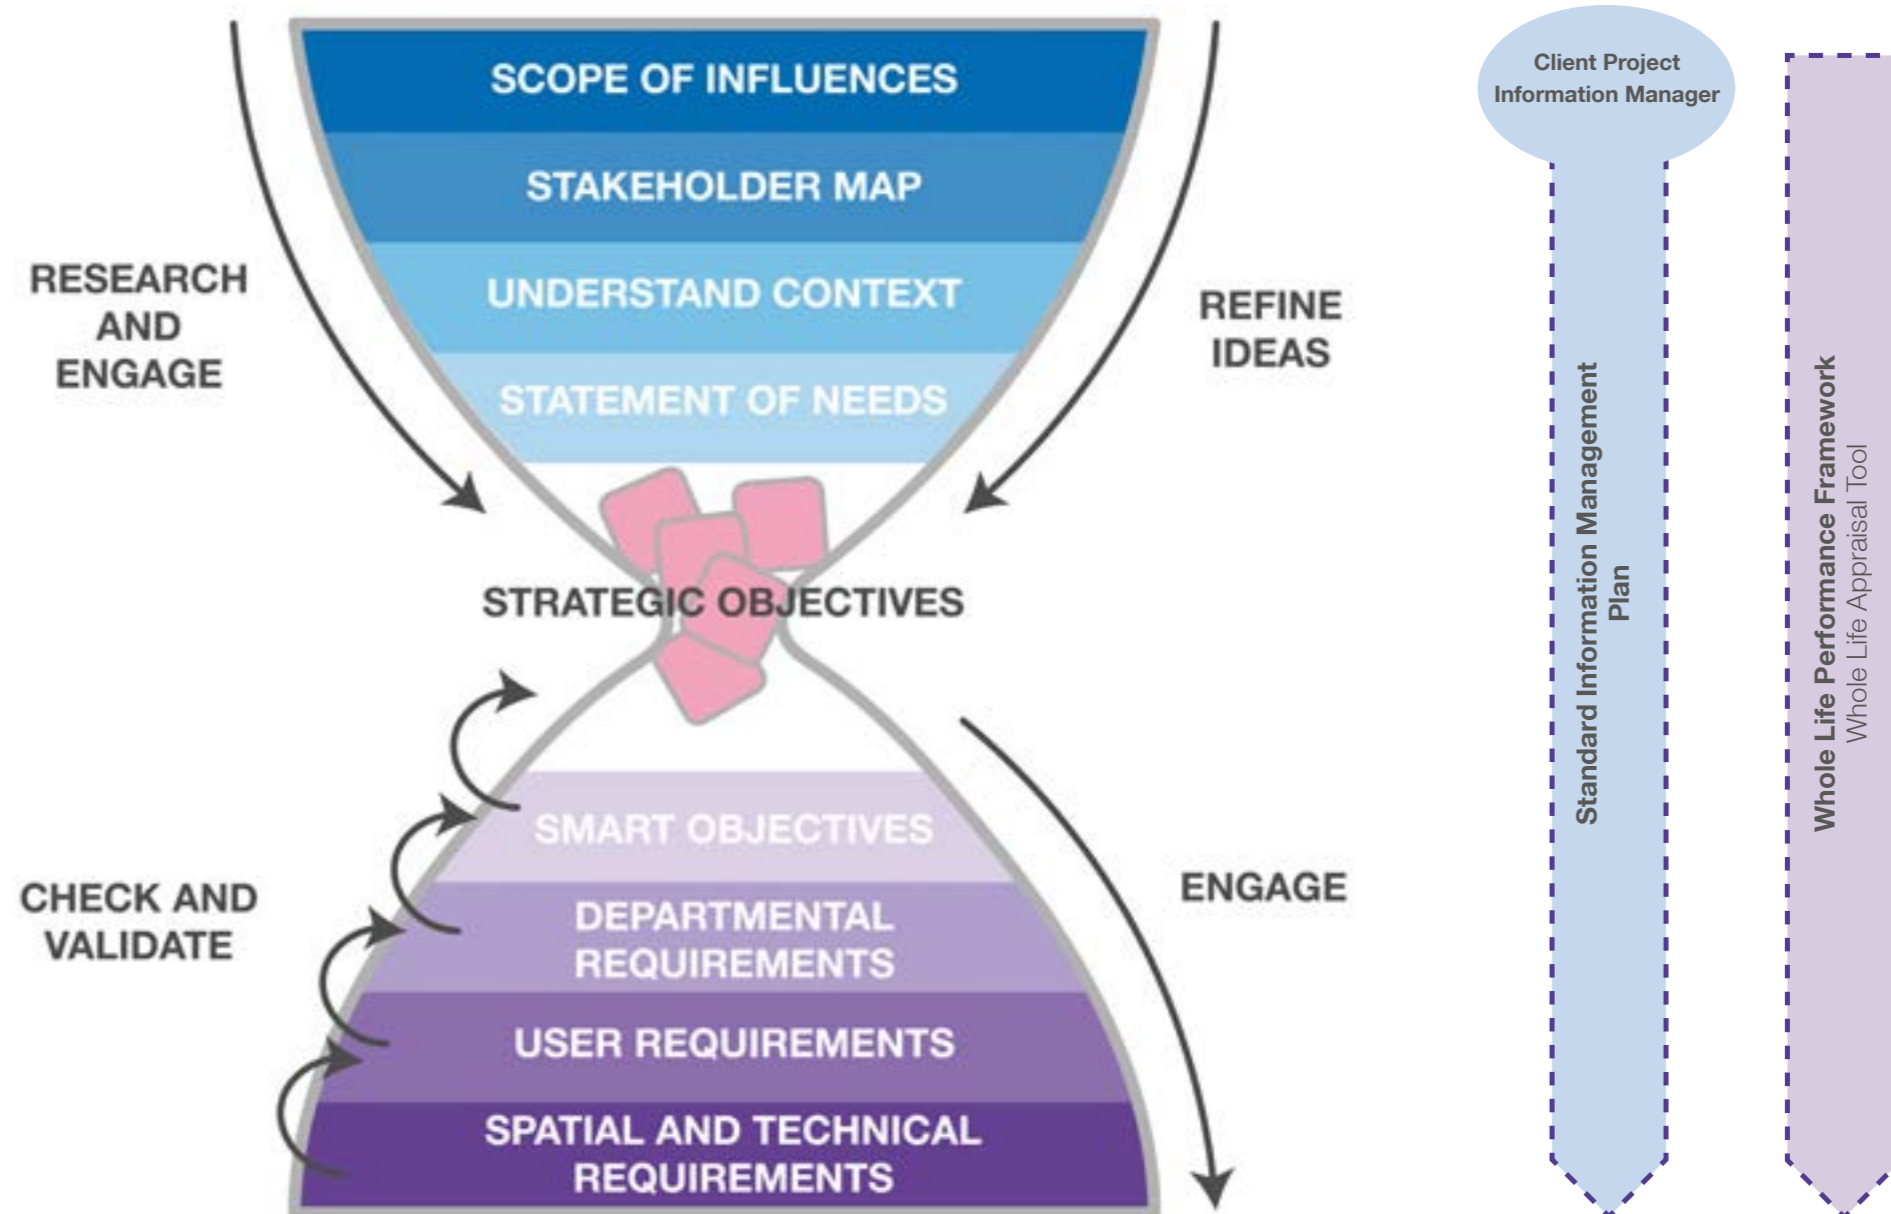 SCOPE OF INFLUENCES
STAKEHOLDER MAP
UNDERSTAND CONTEXT
STATEMENT OF NEEDS
RESEARCH
AND
ENGAGE
REFINE
IDEAS
STRATEGIC OBJECTIVES
SMART OBJECTIVES
DEPARTMENTAL
REQUIREMENTS
USER REQUIREMENTS
SPATIAL AND TECHNICAL
REQUIREMENTS
CHECK AND
VALIDATE
ENGAGE
Client Project
Information Manager
Standard Information Management
Plan
Whole Life Performance Framework
Whole Life Appraisal Tool